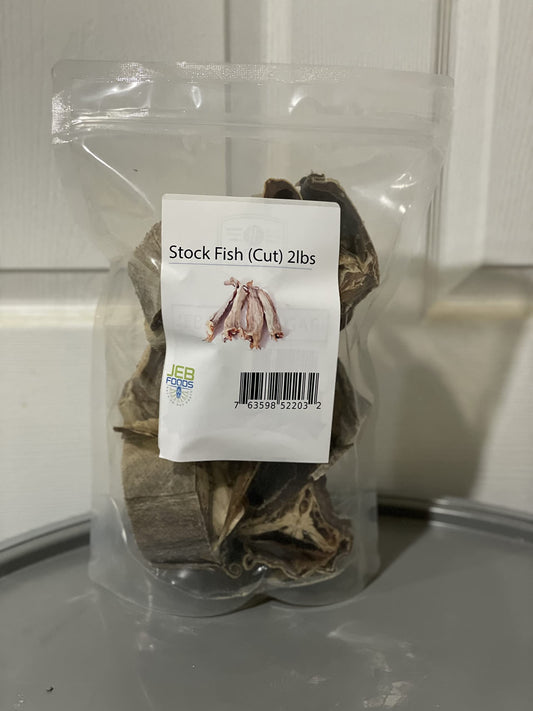 Stock Fish (Cut) 2lbs
JEB
FOODS
7 63598 52203 2